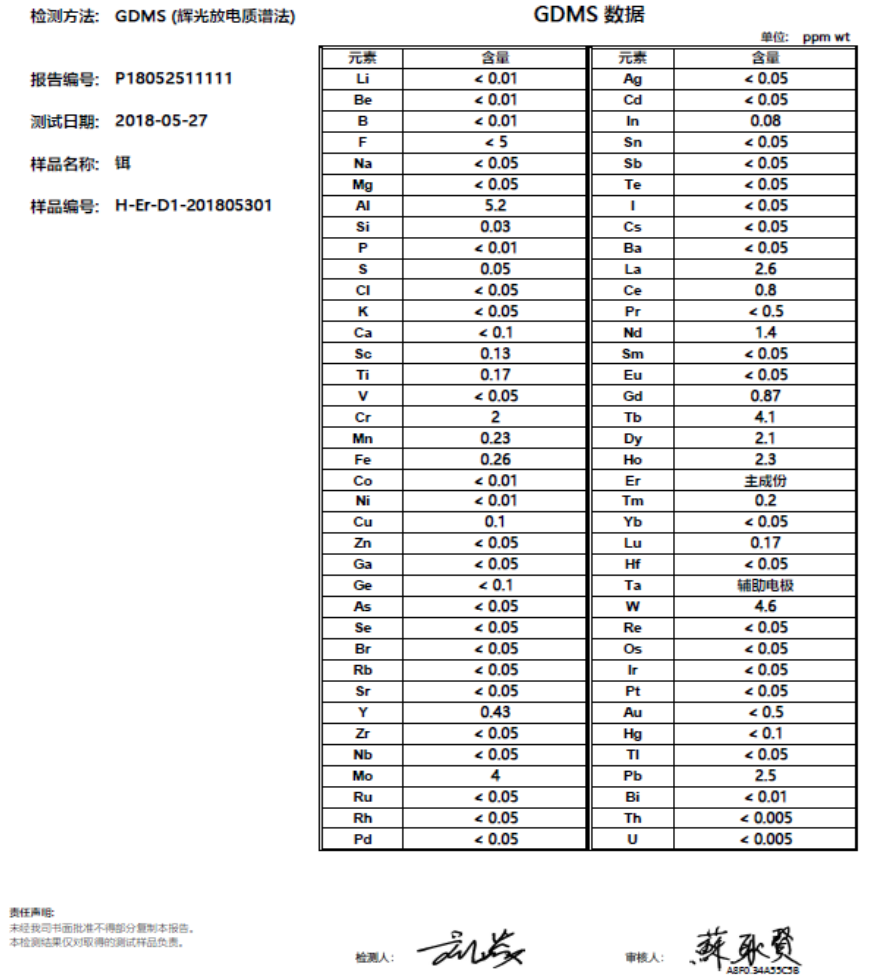 检测方法: GDMS (辉光放电质谱法)
GDMS 数据
单位: ppm wt
报告编号: P18052511111
测试日期: 2018-05-27
样品名称: 铒
样品编号: H-Er-D1-201805301
元素 含量 元素 含量
Li < 0.01 Ag < 0.05
Be < 0.01 Cd < 0.05
B < 0.01 In 0.08
F < 5 Sn < 0.05
Na < 0.05 Sb < 0.05
Mg < 0.05 Te < 0.05
Al 5.2 I < 0.05
Si 0.03 Cs < 0.05
P < 0.01 Ba < 0.05
S 0.05 La 2.6
Cl < 0.05 Ce 0.8
K < 0.05 Pr < 0.5
Ca < 0.1 Nd 1.4
Sc 0.13 Sm < 0.05
Ti 0.17 Eu < 0.05
V < 0.05 Gd 0.87
Cr 2 Tb 4.1
Mn 0.23 Dy 2.1
Fe 0.26 Ho 2.3
Co < 0.01 Er 主成份
Ni < 0.01 Tm 0.2
Cu 0.1 Yb < 0.05
Zn < 0.05 Lu 0.17
Ga < 0.05 Hf < 0.05
Ge < 0.1 Ta 辅助电极
As < 0.05 W 4.6
Se < 0.05 Re < 0.05
Br < 0.05 Os < 0.05
Rb < 0.05 Ir < 0.05
Sr < 0.05 Pt < 0.05
Y 0.43 Au < 0.5
Zr < 0.05 Hg < 0.1
Nb < 0.05 Tl < 0.05
Mo 4 Pb 2.5
Ru < 0.05 Bi < 0.01
Rh < 0.05 Th < 0.005
Pd < 0.05 U < 0.005
责任声明:
未经我司书面批准不得部分复制本报告。
本检测结果仅对取得的测试样品负责。
检测人:
审核人:
A8F0.34A55C5B